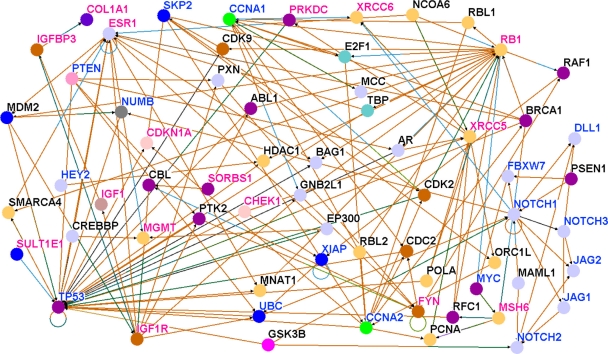 COL1A1
SKP2
CCNA1
PRKDC
XRCC6
NCOA6
RBL1
IGFBP3
ESR1
CDK9
E2F1
RB1
PTEN
PXN
MCC
RAF1
MDM2
NUMB
ABL1
TBP
BRCA1
CDKN1A
AR
XRCC5
DLL1
HDAC1
BAG1
HEY2
CBL
SORBS1
GNB2L1
CDK2
FBXW7
PSEN1
SMARCA4
IGF1
CHEK1
NOTCH1
CREBBP
MGMT
PTK2
EP300
NOTCH3
SULT1E1
XIAP
RBL2
CDC2
ORC1L
JAG2
TP53
MNAT1
POLA
MYC
MAML1
UBC
FYN
RFC1
MSH6
JAG1
IGF1R
GSK3B
CCNA2
PCNA
NOTCH2